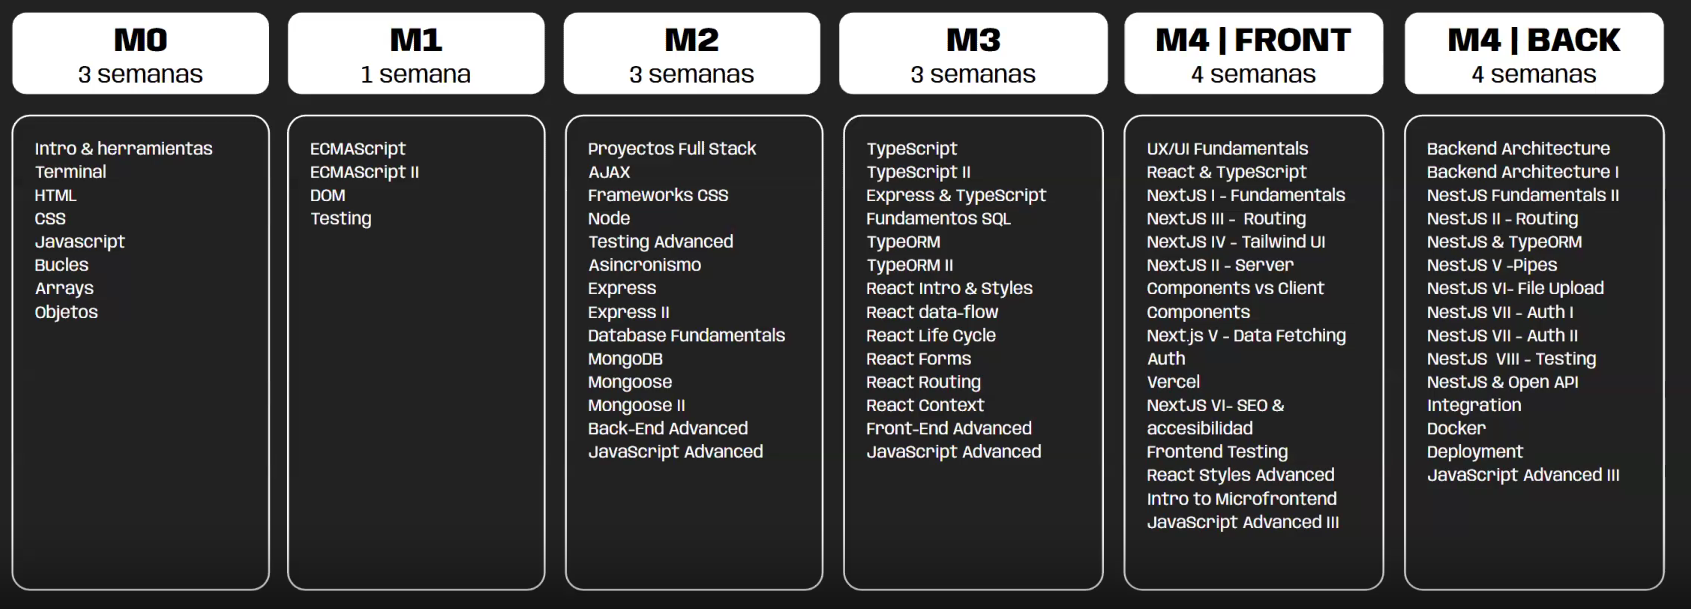 M0
3 semanas
Intro & herramientas
Terminal
HTML
CSS
Javascript
Bucles
Arrays
Objetos
M1
1 semana
ECMAScript
ECMAScript II
DOM
Testing
M2
3 semanas
Proyectos Full Stack
AJAX
Frameworks CSS
Node
Testing Advanced
Asincronismo
Express
Express II
Database Fundamentals
MongoDB
Mongoose
Mongoose II
Back-End Advanced
JavaScript Advanced
M3
3 semanas
TypeScript
TypeScript II
Express & TypeScript
Fundamentos SQL
TypeORM
TypeORM II
React Intro & Styles
React data-flow
React Life Cycle
React Forms
React Routing
React Context
Front-End Advanced
JavaScript Advanced
M4 | FRONT
4 semanas
UX/UI Fundamentals
React & TypeScript
NextJS I - Fundamentals
NextJS III - Routing
NextJS IV - Tailwind UI
NextJS II - Server
Components vs Client
Components
Next.js V - Data Fetching
Auth
Vercel
NextJS VI- SEO &
accesibilidad
Frontend Testing
React Styles Advanced
Intro to Microfrontend
JavaScript Advanced III
M4 | BACK
4 semanas
Backend Architecture
Backend Architecture I
NestJS Fundamentals II
NestJS II - Routing
NestJS & TypeORM
NestJS V -Pipes
NestJS VI- File Upload
NestJS VII - Auth I
NestJS VII - Auth II
NestJS VIII - Testing
NestJS & Open API
Integration
Docker
Deployment
JavaScript Advanced III